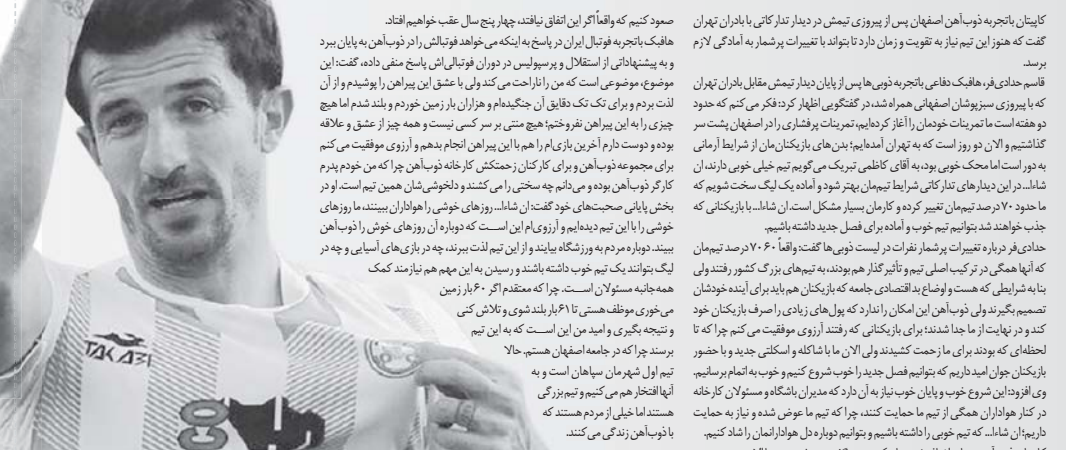 کاپیتان باتجربه ذوب‌آهن اصفهان پس از پیروزی تیمش در دیدار تدارکاتی با بادران تهران
گفت که هنوز این تیم نیاز به تقویت و زمان دارد تا بتواند با تغییرات پرشمار به آمادگی لازم
برسد.
قاسم حدادی‌فر، هافبک دفاعی باتجربه ذوبی‌ها پس از پایان دیدار تیمش مقابل بادران تهران
که با پیروزی سبزپوشان اصفهانی همراه شد، در گفتگویی اظهار کرد: فکر می‌کنم که حدود
دو هفته است ما تمرینات خودمان را آغاز کرده‌ایم، تمرینات پرفشاری را در اصفهان پشت سر
گذاشتیم و الان دو روز است که به تهران آمده‌ایم؛ بدن های بازیکنان‌مان از شرایط آرمانی
به دور است اما محک خوبی بود، به آقای کاظمی تبریک می‌گویم تیم خیلی خوبی دارند، ان
شاءا... در این دیدارهای تدارکاتی شرایط تیم‌مان بهتر شود و آماده یک لیگ سخت شویم که
ما حدود ۷۰ درصد تیم‌مان تغییر کرده و کارمان بسیار مشکل است. ان شاءا... با بازیکنانی که
جذب خواهند شد بتوانیم تیم خوب و آماده برای فصل جدید داشته باشیم.
حدادی‌فر درباره تغییرات پرشمار نفرات در لیست ذوبی‌ها گفت: واقعاً ۶۰ ۷۰ درصد تیم‌مان
که آنها همگی در ترکیب اصلی تیم و تأثیرگذار هم بودند، به تیم‌های بزرگ کشور رفتند ولی
بنا به شرایطی که هست و اوضاع بد اقتصادی جامعه که بازیکنان هم باید برای آینده خودشان
تصمیم بگیرند ولی ذوب‌آهن این امکان را ندارد که پول‌های زیادی را صرف بازیکنان خود
کند و در نهایت از ما جدا شدند؛ برای بازیکنانی که رفتند آرزوی موفقیت می‌کنم چرا که تا
لحظه‌ای که بودند برای ما زحمت کشیدند ولی الان ما با شاکله و اسکلتی جدید و با حضور
بازیکنان جوان امید داریم که بتوانیم فصل جدید را خوب شروع کنیم و خوب به اتمام برسانیم.
وی افزود: این شروع خوب و پایان خوب نیاز به آن دارد که مدیران باشگاه و مسئولان کارخانه
در کنار هواداران همگی از تیم ما حمایت کنند، چرا که تیم ما عوض شده و نیاز به حمایت
داریم؛ ان شاءا... که تیم خوبی را داشته باشیم و بتوانیم دوباره دل هوادارانمان را شاد کنیم.
صعود کنیم که واقعاً اگر این اتفاق نیافتد، چهار پنج سال عقب خواهیم افتاد.
هافبک باتجربه فوتبال ایران در پاسخ به اینکه می‌خواهد فوتبالش را در ذوب‌آهن به پایان ببرد
و به پیشنهاداتی از استقلال و پرسپولیس در دوران فوتبالی‌اش پاسخ منفی داده، گفت: این
موضوع، موضوعی است که من را ناراحت می‌کند ولی با عشق این پیراهن را پوشیدم و از آن
لذت بردم و برای تک تک دقایق آن جنگیده‌ام و هزاران بار زمین خوردم و بلند شدم اما هیچ
چیزی را به این پیراهن نفروختم؛ هیچ منتی بر سر کسی نیست و همه چیز از عشق و علاقه
بوده و دوست دارم آخرین بازی‌ام را هم با این پیراهن انجام بدهم و آرزوی موفقیت می‌کنم
برای مجموعه ذوب‌آهن و برای کارکنان زحمتکش کارخانه ذوب‌آهن چرا که من خودم پدرم
کارگر ذوب‌آهن بوده و می‌دانم چه سختی را می کشند و دلخوشی‌شان همین تیم است. او در
بخش پایانی صحبت‌های خود گفت: ان شاءا... روزهای خوشی را هواداران ببینند، ما روزهای
خوشی را با این تیم دیده‌ایم و آرزوی‌ام این است که دوباره آن روزهای خوش را ذوب‌آهن
ببیند. دوباره مردم به ورزشگاه بیایند و از این تیم لذت ببرند، چه در بازی‌های آسیایی و چه در
لیگ بتوانند یک تیم خوب داشته باشند و رسیدن به این مهم هم نیازمند کمک
همه‌جانبه مسئولان است. چرا که معتقدم اگر ۶۰ بار زمین
می‌خوری موظف هستی تا ۶۱ بار بلند شوی و تلاش کنی
و نتیجه بگیری و امید من این است که به این تیم
برسند چرا که در جامعه اصفهان هستم. حالا
تیم اول شهرمان سپاهان است و به
آنها افتخار هم می کنیم و تیم بزرگی
هستند اما خیلی از مردم هستند که
با ذوب‌آهن زندگی می کنند.
TAKABI